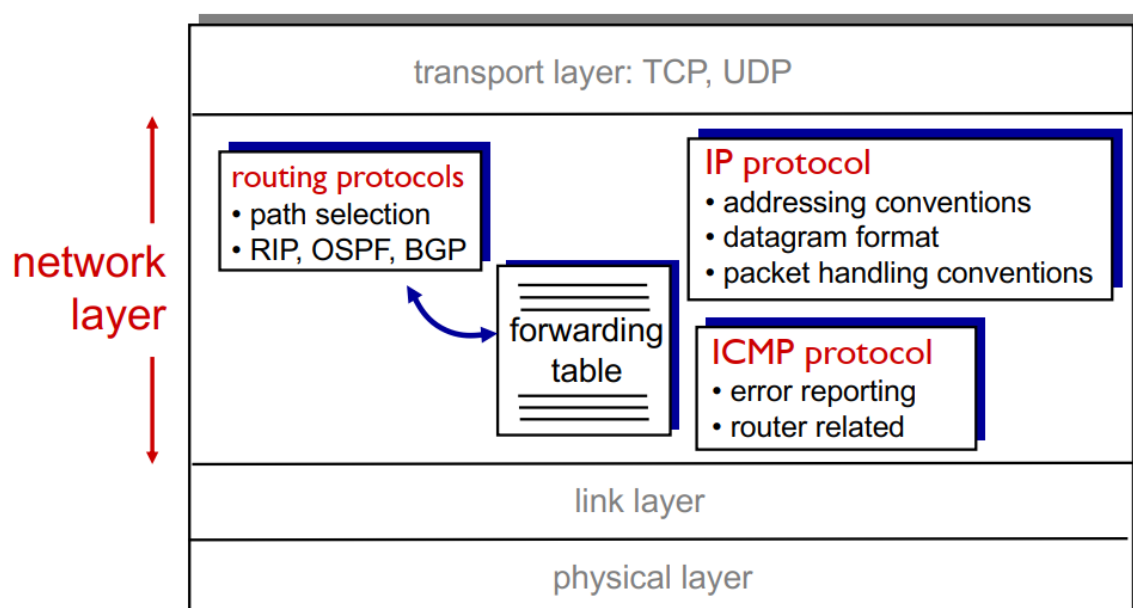 transport layer: TCP, UDP
network
layer
routing protocols
• path selection
• RIP, OSPF, BGP
forwarding
table
IP protocol
• addressing conventions
• datagram format
• packet handling conventions
ICMP protocol
• error reporting
• router related
link layer
physical layer